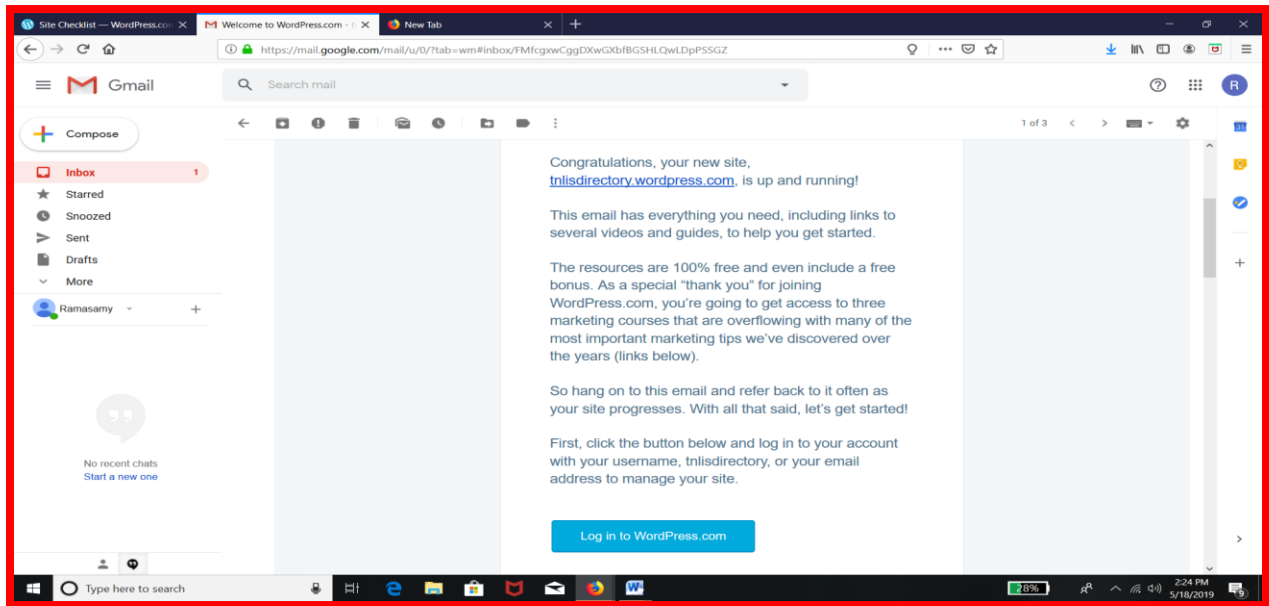 Site Checklist — WordPress.com
Welcome to WordPress.com -
New Tab
https://mail.google.com/mail/u/0/?tab=wm#inbox/FMfcgxwCggDXwGXbfBGSHLQwLDpPSSGZ
Gmail
Search mail
R
Compose
1 of 3
Inbox 1
Starred
Snoozed
Sent
Drafts
More
Ramasamy
No recent chats
Start a new one
Congratulations, your new site,
tnlisdirectory.wordpress.com, is up and running!
This email has everything you need, including links to
several videos and guides, to help you get started.
The resources are 100% free and even include a free
bonus. As a special “thank you” for joining
WordPress.com, you’re going to get access to three
marketing courses that are overflowing with many of the
most important marketing tips we’ve discovered over
the years (links below).
So hang on to this email and refer back to it often as
your site progresses. With all that said, let’s get started!
First, click the button below and log in to your account
with your username, tnlisdirectory, or your email
address to manage your site.
Log in to WordPress.com
Type here to search
28%
2:24 PM
5/18/2019